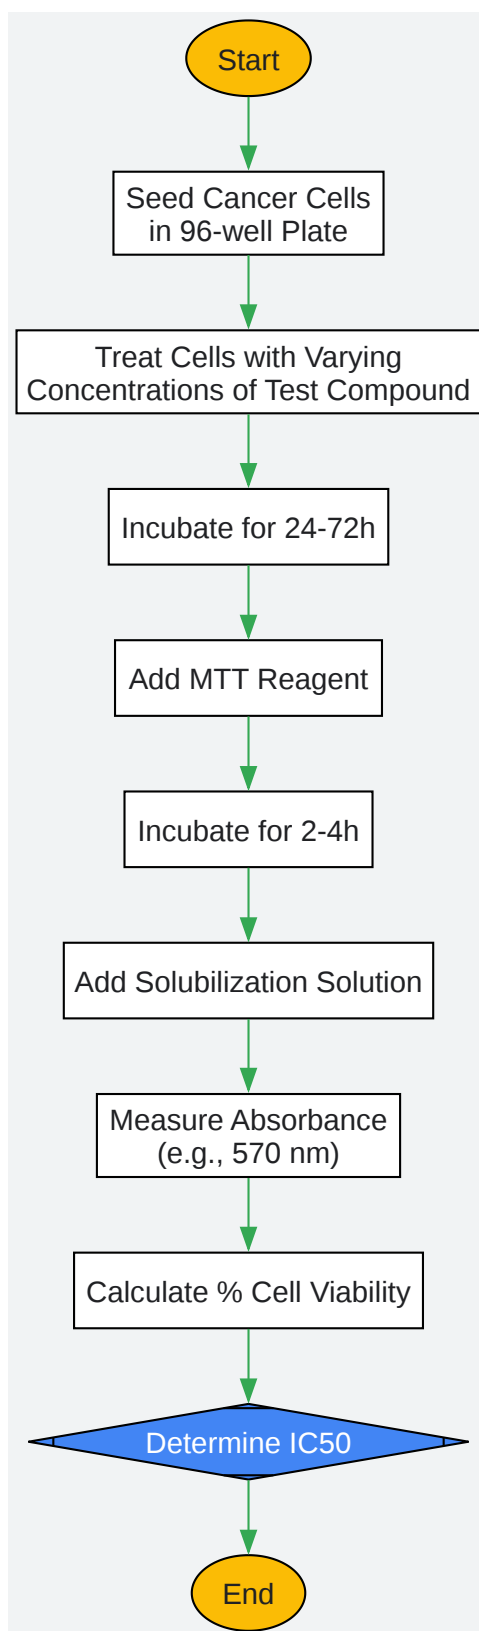 Start
Seed Cancer Cells
in 96-well Plate
Treat Cells with Varying
Concentrations of Test Compound
Incubate for 24-72h
Add MTT Reagent
Incubate for 2-4h
Add Solubilization Solution
Measure Absorbance
(e.g., 570 nm)
Calculate % Cell Viability
Determine IC50
End